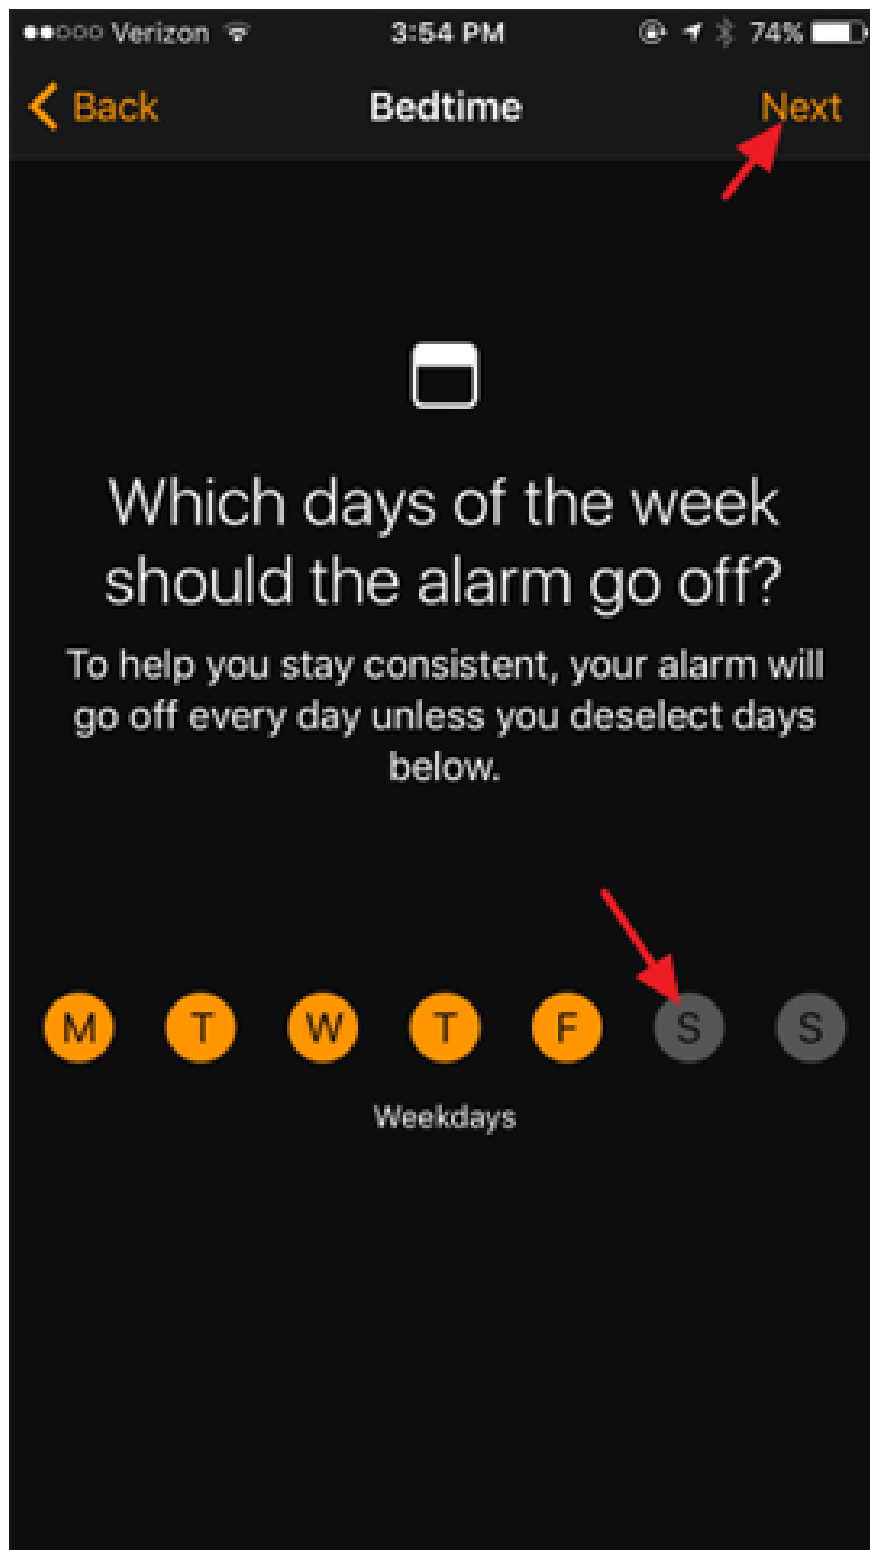 Verizon 3:54 PM 74%
Back Bedtime Next
Which days of the week
should the alarm go off?
To help you stay consistent, your alarm will
go off every day unless you deselect days
below.
M T W T F S S
Weekdays